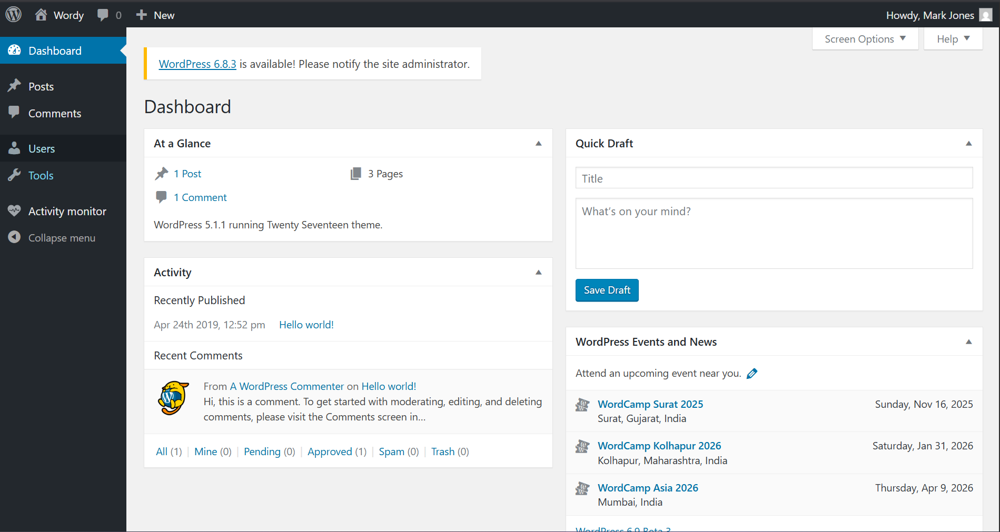 Wordy 0 New Howdy, Mark Jones
Dashboard
Posts
Comments
Users
Tools
Activity monitor
Collapse menu
Screen Options Help
WordPress 6.8.3 is available! Please notify the site administrator.
Dashboard
At a Glance
1 Post 3 Pages
1 Comment
WordPress 5.1.1 running Twenty Seventeen theme.
Activity
Recently Published
Apr 24th 2019, 12:52 pm Hello world!
Recent Comments
From A WordPress Commenter on Hello world!
Hi, this is a comment. To get started with moderating, editing, and deleting
comments, please visit the Comments screen in…
All (1) | Mine (0) | Pending (0) | Approved (1) | Spam (0) | Trash (0)
Quick Draft
Title
What's on your mind?
Save Draft
WordPress Events and News
Attend an upcoming event near you.
WordCamp Surat 2025 Sunday, Nov 16, 2025
Surat, Gujarat, India
WordCamp Kolhapur 2026 Saturday, Jan 31, 2026
Kolhapur, Maharashtra, India
WordCamp Asia 2026 Thursday, Apr 9, 2026
Mumbai, India
WordPress 6.9 Beta 3